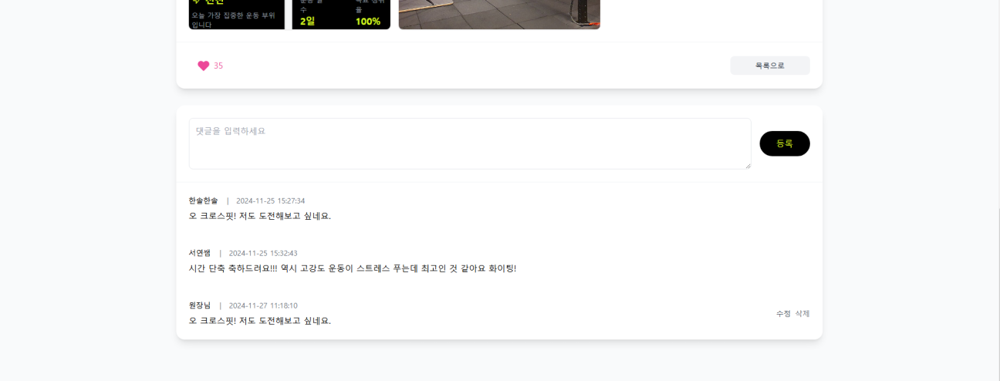 전신
오늘 가장 집중한 운동 부위
입니다
수
율
2일
100%
35
목록으로
댓글을 입력하세요
등록
한솔한솔 | 2024-11-25 15:27:34
오 크로스핏! 저도 도전해보고 싶네요.
서연쌤 | 2024-11-25 15:32:43
시간 단축 축하드려요!!! 역시 고강도 운동이 스트레스 푸는데 최고인 것 같아요 화이팅!
원장님 | 2024-11-27 11:18:10
오 크로스핏! 저도 도전해보고 싶네요.
수정 삭제